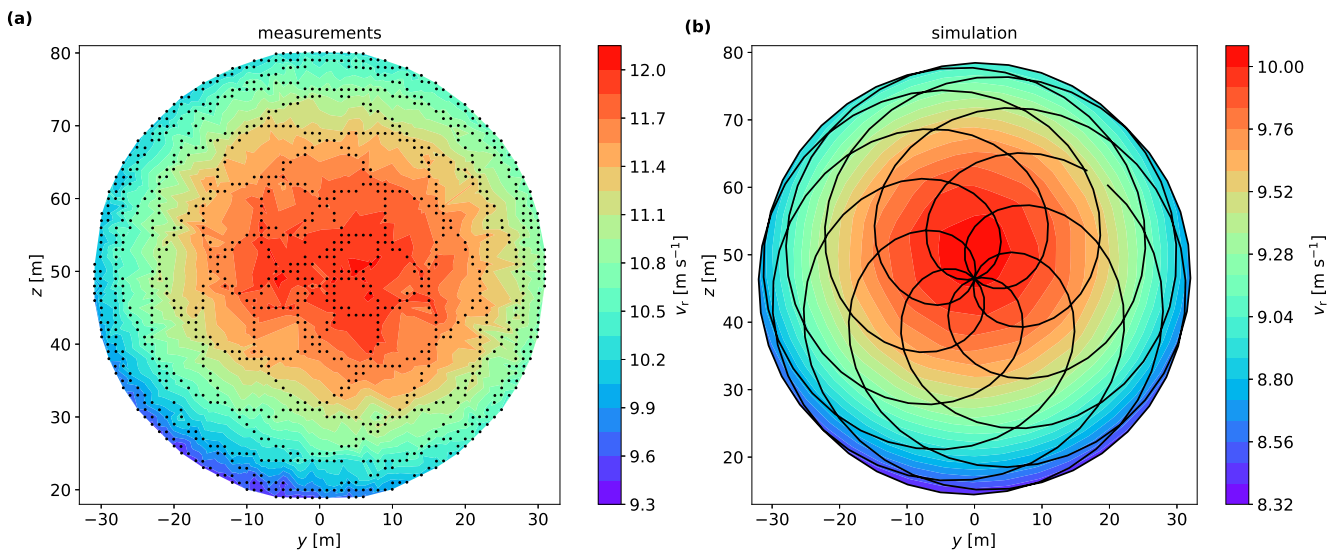 (a)
measurements
80
70
60
50
40
30
20
z [m]
−30 −20 −10 0 10 20 30
y [m]
12.0
11.7
11.4
11.1
10.8
10.5
10.2
9.9
9.6
9.3
v_r [m s⁻¹]
(b)
simulation
80
70
60
50
40
30
20
z [m]
−30 −20 −10 0 10 20 30
y [m]
10.00
9.76
9.52
9.28
9.04
8.80
8.56
8.32
v_r [m s⁻¹]